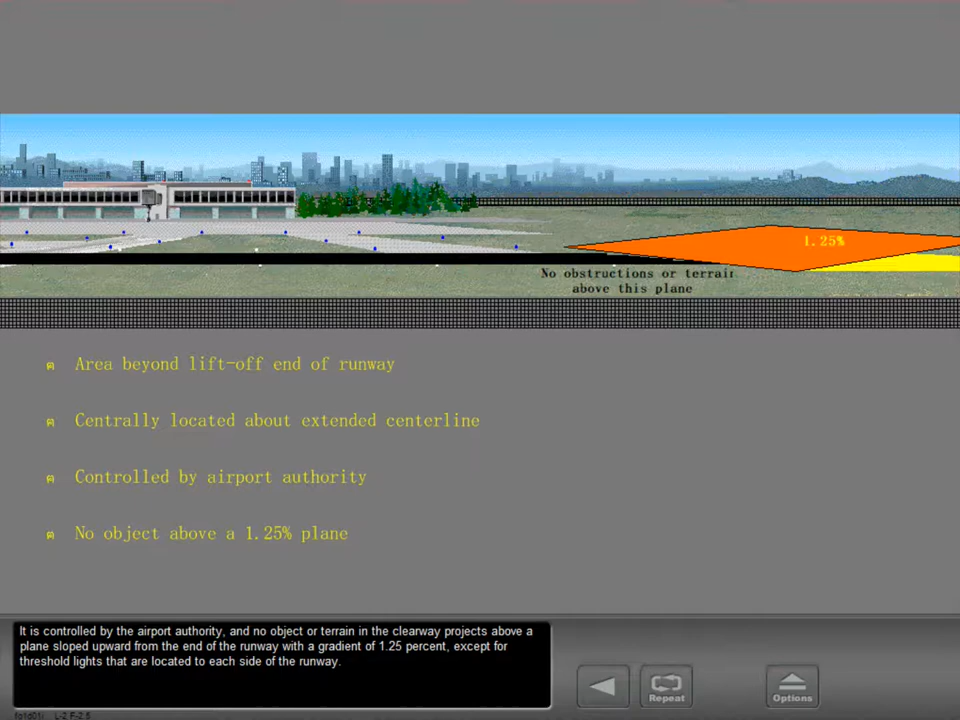 1.25%
No obstructions or terrain
above this plane
Area beyond lift-off end of runway
Centrally located about extended centerline
Controlled by airport authority
No object above a 1.25% plane
It is controlled by the airport authority, and no object or terrain in the clearway projects above a
plane sloped upward from the end of the runway with a gradient of 1.25 percent, except for
threshold lights that are located to each side of the runway.
Repeat
Options